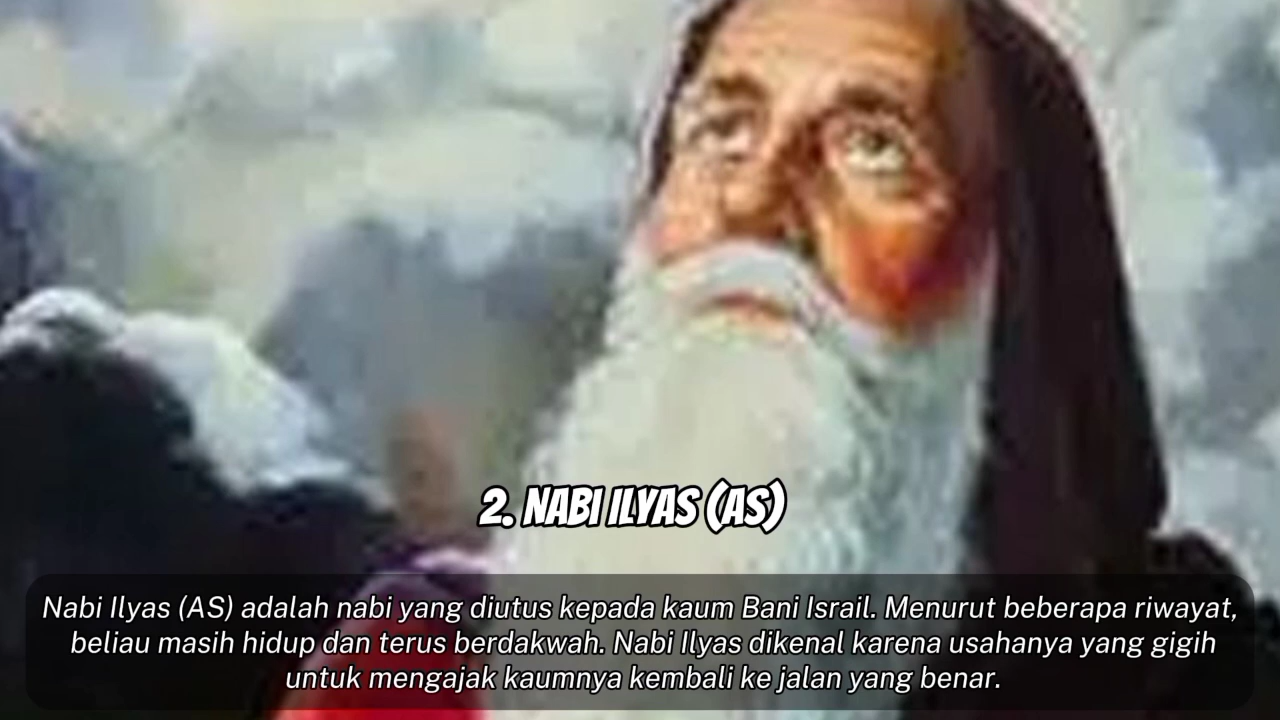 2. NABI ILYAS (AS)
Nabi Ilyas (AS) adalah nabi yang diutus kepada kaum Bani Israil. Menurut beberapa riwayat,
beliau masih hidup dan terus berdakwah. Nabi Ilyas dikenal karena usahanya yang gigih
untuk mengajak kaumnya kembali ke jalan yang benar.